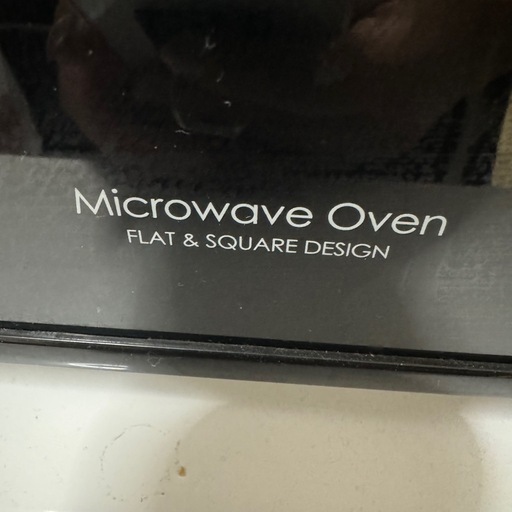 Microwave Oven
FLAT & SQUARE DESIGN